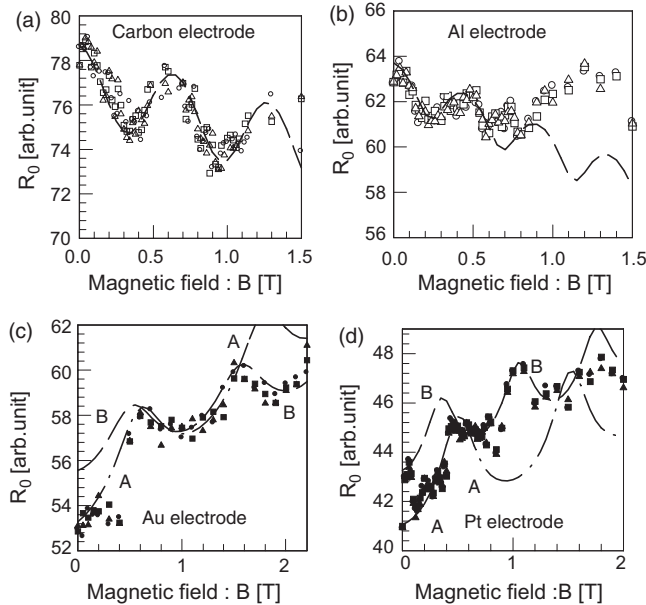 (a)
Carbon electrode
80
78
76
74
72
70
R0 [arb.unit]
0.0 0.5 1.0 1.5
Magnetic field : B [T]
(b)
Al electrode
66
64
62
60
58
56
R0 [arb.unit]
0.0 0.5 1.0 1.5
Magnetic field : B [T]
(c)
62
60
58
56
54
52
R0 [arb.unit]
A
B
B
A
Au electrode
0 1 2
Magnetic field : B [T]
(d)
48
46
44
42
40
R0 [arb.unit]
A
B
B
A
A
Pt electrode
0 1 2
Magnetic field :B [T]